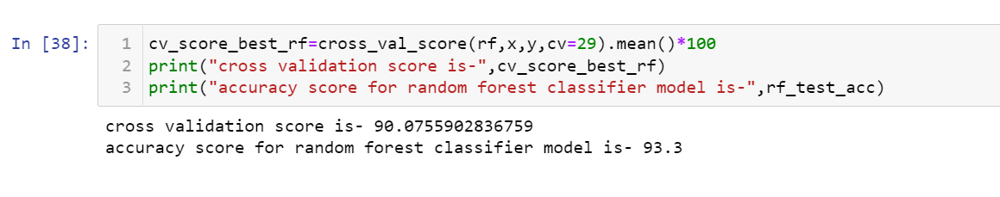 In [38]:
1 cv_score_best_rf=cross_val_score(rf,x,y,cv=29).mean()*100
2 print("cross validation score is-",cv_score_best_rf)
3 print("accuracy score for random forest classifier model is-",rf_test_acc)
cross validation score is- 90.0755902836759
accuracy score for random forest classifier model is- 93.3